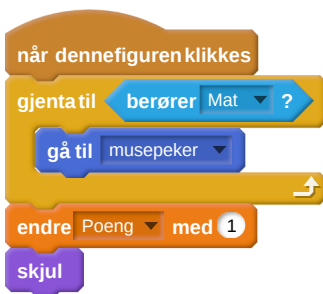 når denne figuren klikkes
gjenta til berører Mat ?
gå til musepeker
endre Poeng med 1
skjul